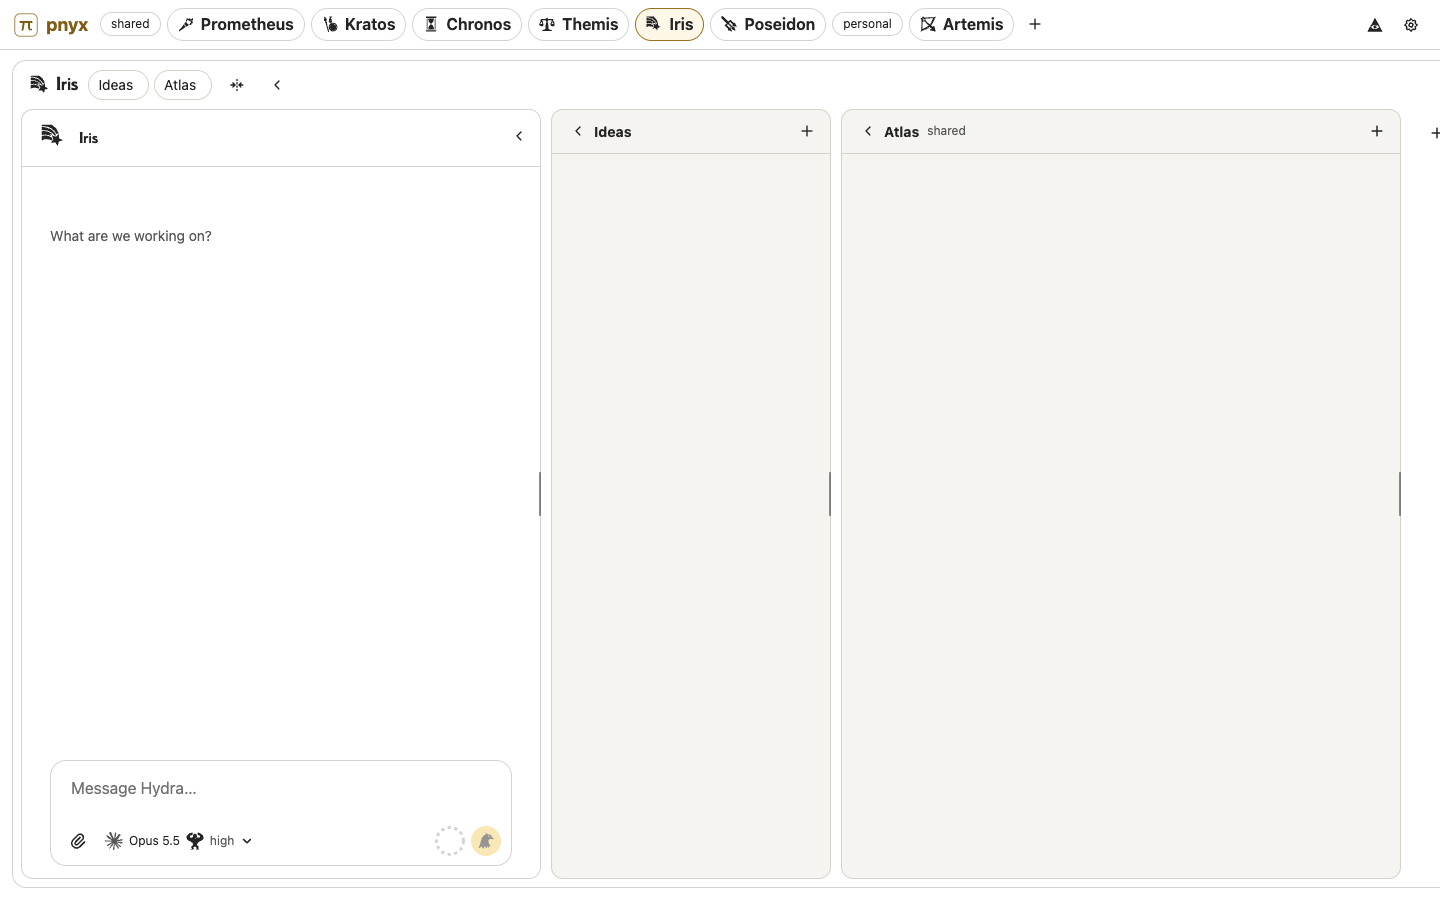 π pnyx shared Prometheus Kratos Chronos Themis Iris Poseidon personal Artemis
Iris Ideas Atlas
Iris
Ideas
Atlas shared
What are we working on?
Message Hydra...
Opus 5.5 high